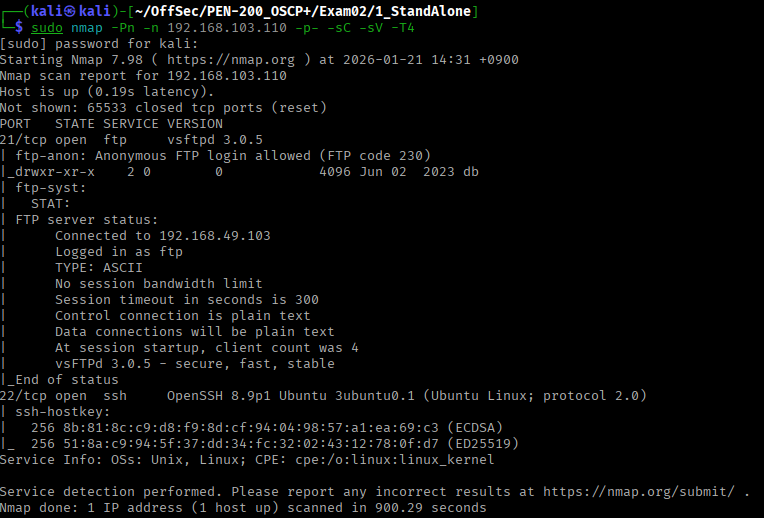 ┌──(kali㉿kali)-[~/OffSec/PEN-200_OSCP+/Exam02/1_StandAlone]
└─$ sudo nmap -Pn -n 192.168.103.110 -p- -sC -sV -T4
[sudo] password for kali:
Starting Nmap 7.98 ( https://nmap.org ) at 2026-01-21 14:31 +0900
Nmap scan report for 192.168.103.110
Host is up (0.19s latency).
Not shown: 65533 closed tcp ports (reset)
PORT   STATE SERVICE VERSION
21/tcp open  ftp     vsftpd 3.0.5
| ftp-anon: Anonymous FTP login allowed (FTP code 230)
|_drwxr-xr-x    2 0        0            4096 Jun 02  2023 db
| ftp-syst:
|   STAT:
| FTP server status:
|      Connected to 192.168.49.103
|      Logged in as ftp
|      TYPE: ASCII
|      No session bandwidth limit
|      Session timeout in seconds is 300
|      Control connection is plain text
|      Data connections will be plain text
|      At session startup, client count was 4
|      vsFTPd 3.0.5 - secure, fast, stable
|_End of status
22/tcp open  ssh     OpenSSH 8.9p1 Ubuntu 3ubuntu0.1 (Ubuntu Linux; protocol 2.0)
| ssh-hostkey:
|   256 8b:81:8c:c9:d8:f9:8d:cf:94:04:98:57:a1:ea:69:c3 (ECDSA)
|_  256 51:8a:c9:94:5f:37:dd:34:fc:32:02:43:12:78:0f:d7 (ED25519)
Service Info: OSs: Unix, Linux; CPE: cpe:/o:linux:linux_kernel

Service detection performed. Please report any incorrect results at https://nmap.org/submit/ .
Nmap done: 1 IP address (1 host up) scanned in 900.29 seconds